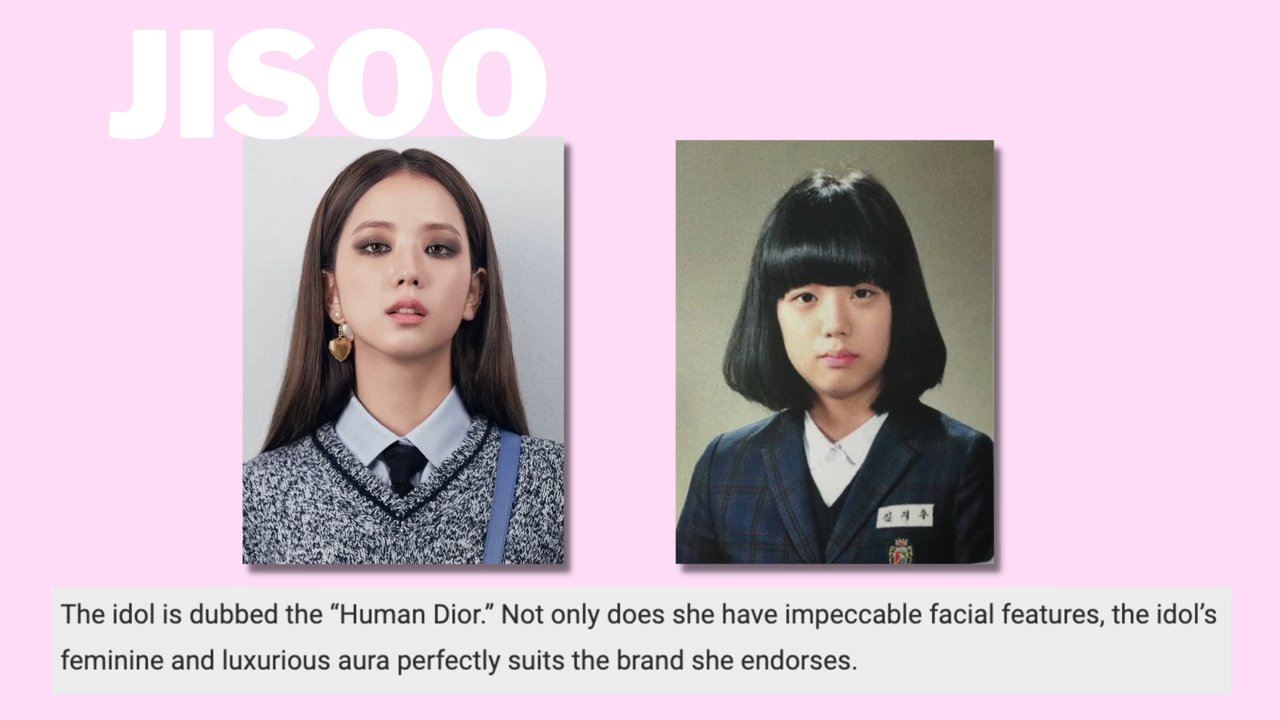 JISOO
김지수
The idol is dubbed the “Human Dior.” Not only does she have impeccable facial features, the idol’s
feminine and luxurious aura perfectly suits the brand she endorses.